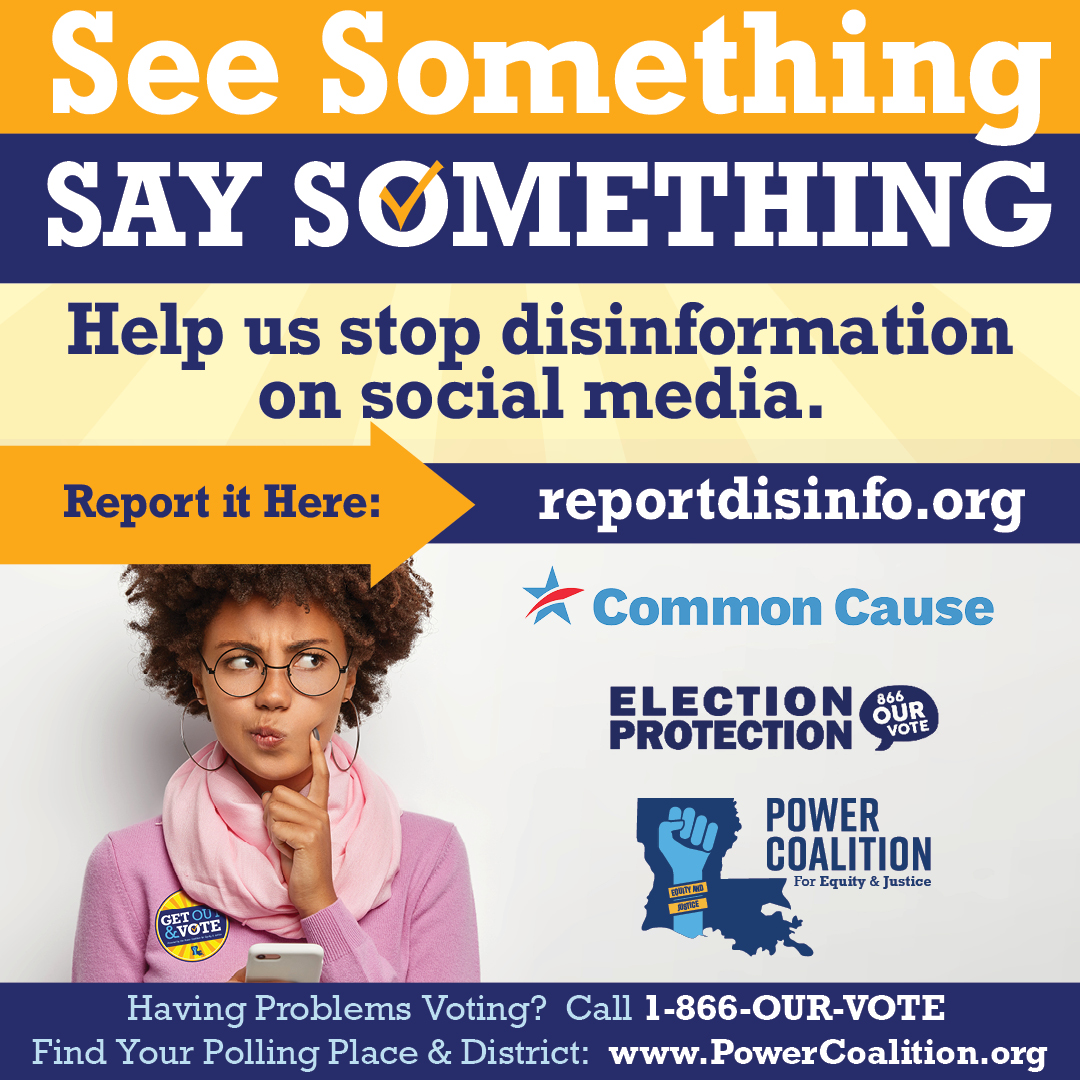 See Something
SAY SOMETHING
Help us stop disinformation
on social media.
Report it Here:
reportdisinfo.org
Common Cause
ELECTION
PROTECTION
866
OUR
VOTE
POWER
COALITION
For Equity & Justice
EQUITY AND
JUSTICE
GET OUT
&VOTE
Having Problems Voting? Call 1-866-OUR-VOTE
Find Your Polling Place & District: www.PowerCoalition.org